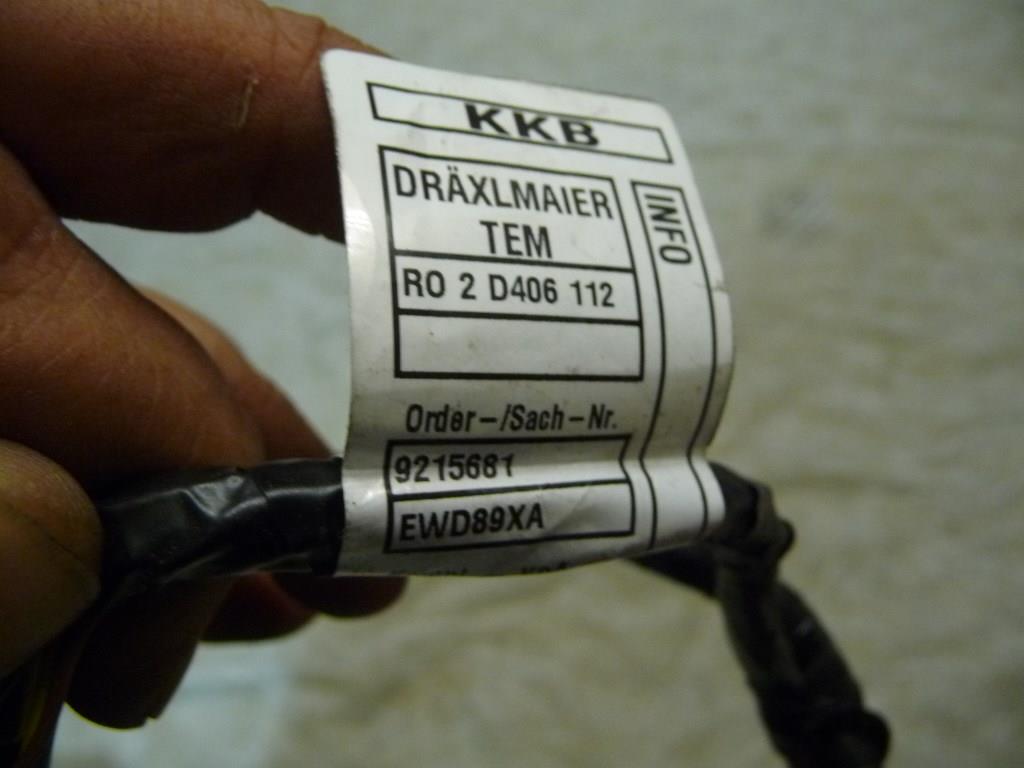 KKB
DRÄXLMAIER
TEM
RO 2 D406 112
INFO
Order-/Sach-Nr.
9215681
EWD89XA